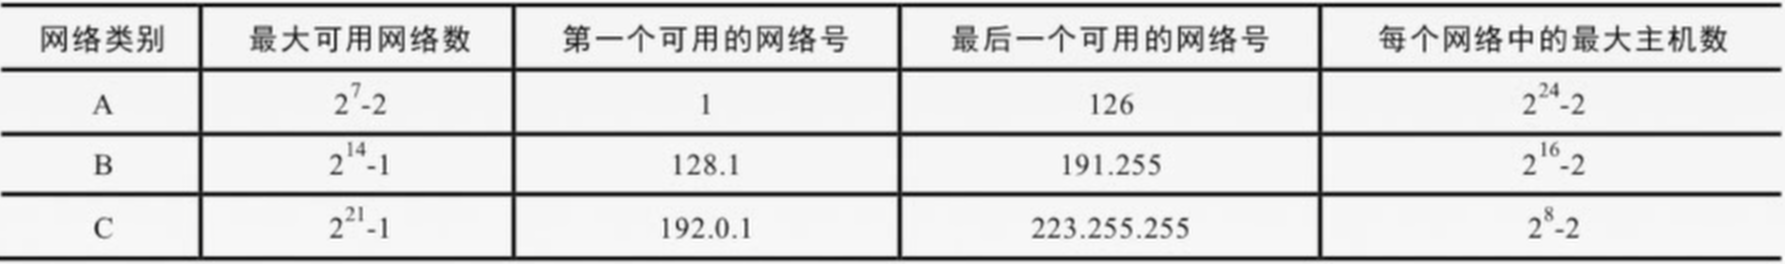 网络类别 最大可用网络数 第一个可用的网络号 最后一个可用的网络号 每个网络中的最大主机数
A 2^7-2 1 126 2^24-2
B 2^14-1 128.1 191.255 2^16-2
C 2^21-1 192.0.1 223.255.255 2^8-2